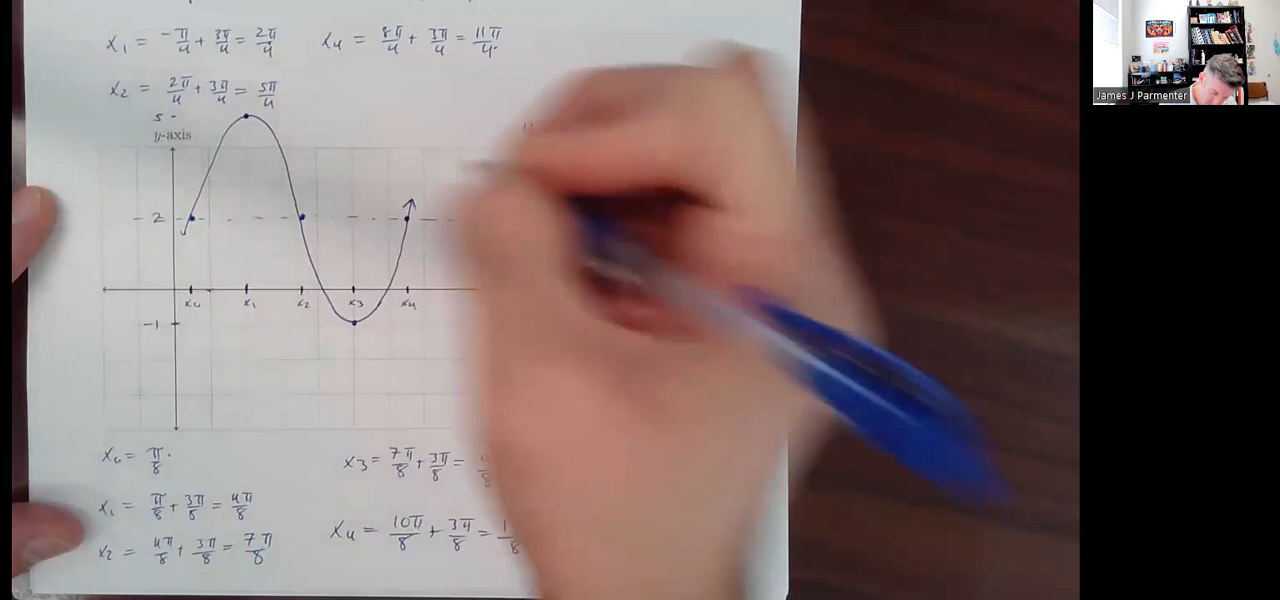 x₁ = -π/4 + 3π/4 = 2π/4 x₄ = 8π/4 + 3π/4 = 11π/4
x₂ = 2π/4 + 3π/4 = 5π/4
5
y-axis
2
x₀ x₁ x₂ x₃ x₄
-1
x₀ = π/8 x₃ = 7π/8 + 3π/8 =
x₁ = π/8 + 3π/8 = 4π/8
x₄ = 10π/8 + 3π/8 =
x₂ = 4π/8 + 3π/8 = 7π/8
James J Parmenter